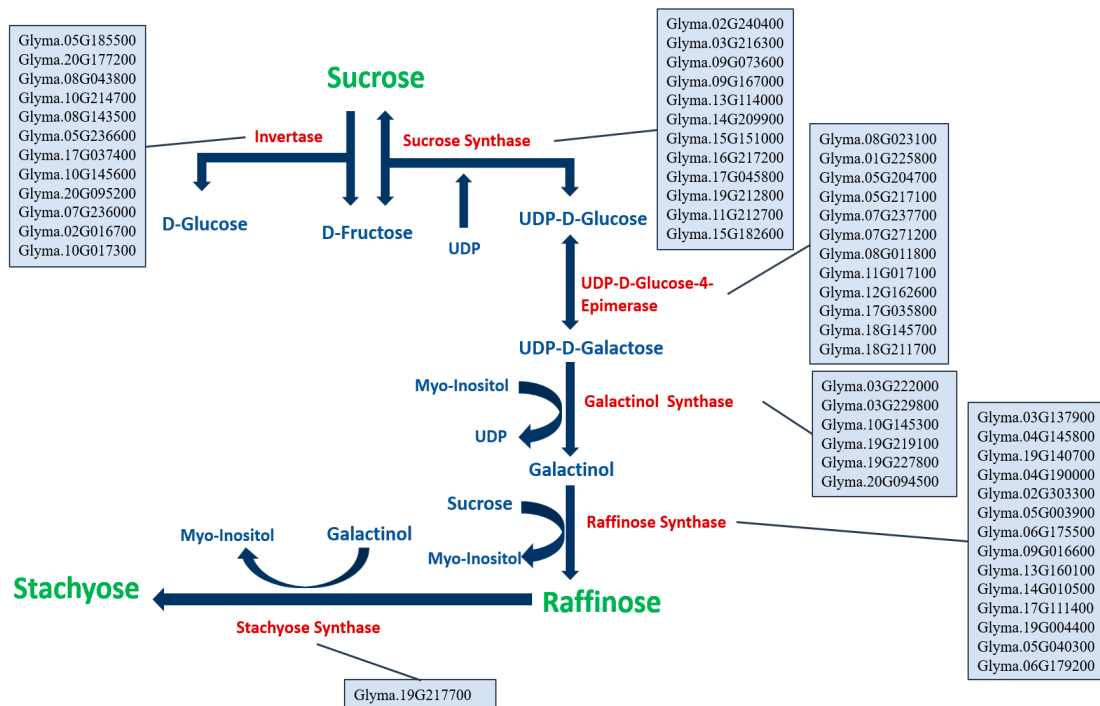 Glyma.05G185500
Glyma.20G177200
Glyma.08G043800
Glyma.10G214700
Glyma.08G143500
Glyma.05G236600
Glyma.17G037400
Glyma.10G145600
Glyma.20G095200
Glyma.07G236000
Glyma.02G016700
Glyma.10G017300
Sucrose
Invertase
Sucrose Synthase
Glyma.02G240400
Glyma.03G216300
Glyma.09G073600
Glyma.09G167000
Glyma.13G114000
Glyma.14G209900
Glyma.15G151000
Glyma.16G217200
Glyma.17G045800
Glyma.19G212800
Glyma.11G212700
Glyma.15G182600
D-Glucose
D-Fructose
UDP
UDP-D-Glucose
UDP-D-Glucose-4-
Epimerase
Glyma.08G023100
Glyma.01G225800
Glyma.05G204700
Glyma.05G217100
Glyma.07G237700
Glyma.07G271200
Glyma.08G011800
Glyma.11G017100
Glyma.12G162600
Glyma.17G035800
Glyma.18G145700
Glyma.18G211700
UDP-D-Galactose
Myo-Inositol
Galactinol Synthase
UDP
Glyma.03G222000
Glyma.03G229800
Glyma.10G145300
Glyma.19G219100
Glyma.19G227800
Glyma.20G094500
Galactinol
Sucrose
Raffinose Synthase
Myo-Inositol
Glyma.03G137900
Glyma.04G145800
Glyma.19G140700
Glyma.04G190000
Glyma.02G303300
Glyma.05G003900
Glyma.06G175500
Glyma.09G016600
Glyma.13G160100
Glyma.14G010500
Glyma.17G111400
Glyma.19G004400
Glyma.05G040300
Glyma.06G179200
Myo-Inositol
Galactinol
Stachyose
Raffinose
Stachyose Synthase
Glyma.19G217700